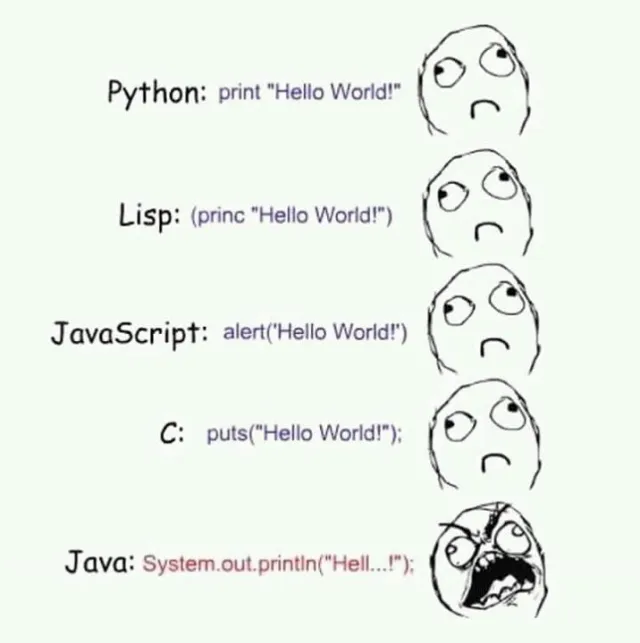 Python: print "Hello World!"
Lisp: (princ "Hello World!")
JavaScript: alert('Hello World!')
C: puts("Hello World!");
Java: System.out.println("Hell...!");